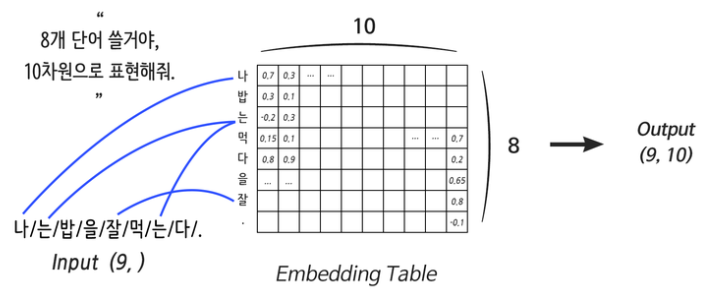 “
8개 단어 쓸거야,
10차원으로 표현해줘.
”
10
나 0.7 0.3 ... ...
밥 0.3 0.1
는 -0.2 0.3
먹 0.15 0.1 ... ... 0.7
다 0.8 0.9 0.2
을 ... ... 0.65
잘 0.8
. -0.1
8
Output
(9, 10)
나/는/밥/을/잘/먹/는/다/.
Input (9, )
Embedding Table